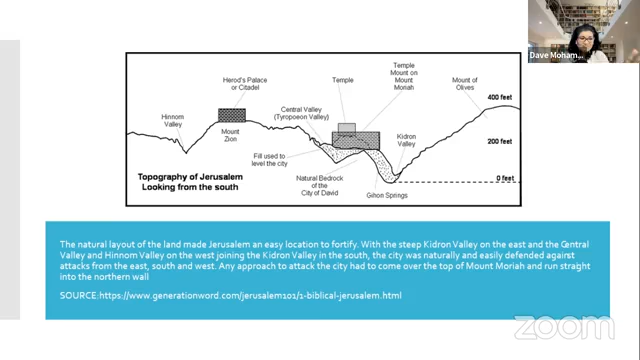 Dave Moham...
400 feet
Herod's Palace
or Citadel
Temple
Temple
Mount on
Mount
Moriah
Mount of
Olives
Hinnom
Valley
Central Valley
(Tyropoeon Valley)
Mount
Zion
Kidron
Valley
200 feet
Fill used to
level the city
Topography of Jerusalem
Looking from the south
Natural Bedrock
of the
City of David
Gihon Springs
0 feet
The natural layout of the land made Jerusalem an easy location to fortify. With the steep Kidron Valley on the east and the Central
Valley and Hinnom Valley on the west joining the Kidron Valley in the south, the city was naturally and easily defended against
attacks from the east, south and west. Any approach to attack the city had to come over the top of Mount Moriah and run straight
into the northern wall
SOURCE:https://www.generationword.com/jerusalem101/1-biblical-jerusalem.html
zoom